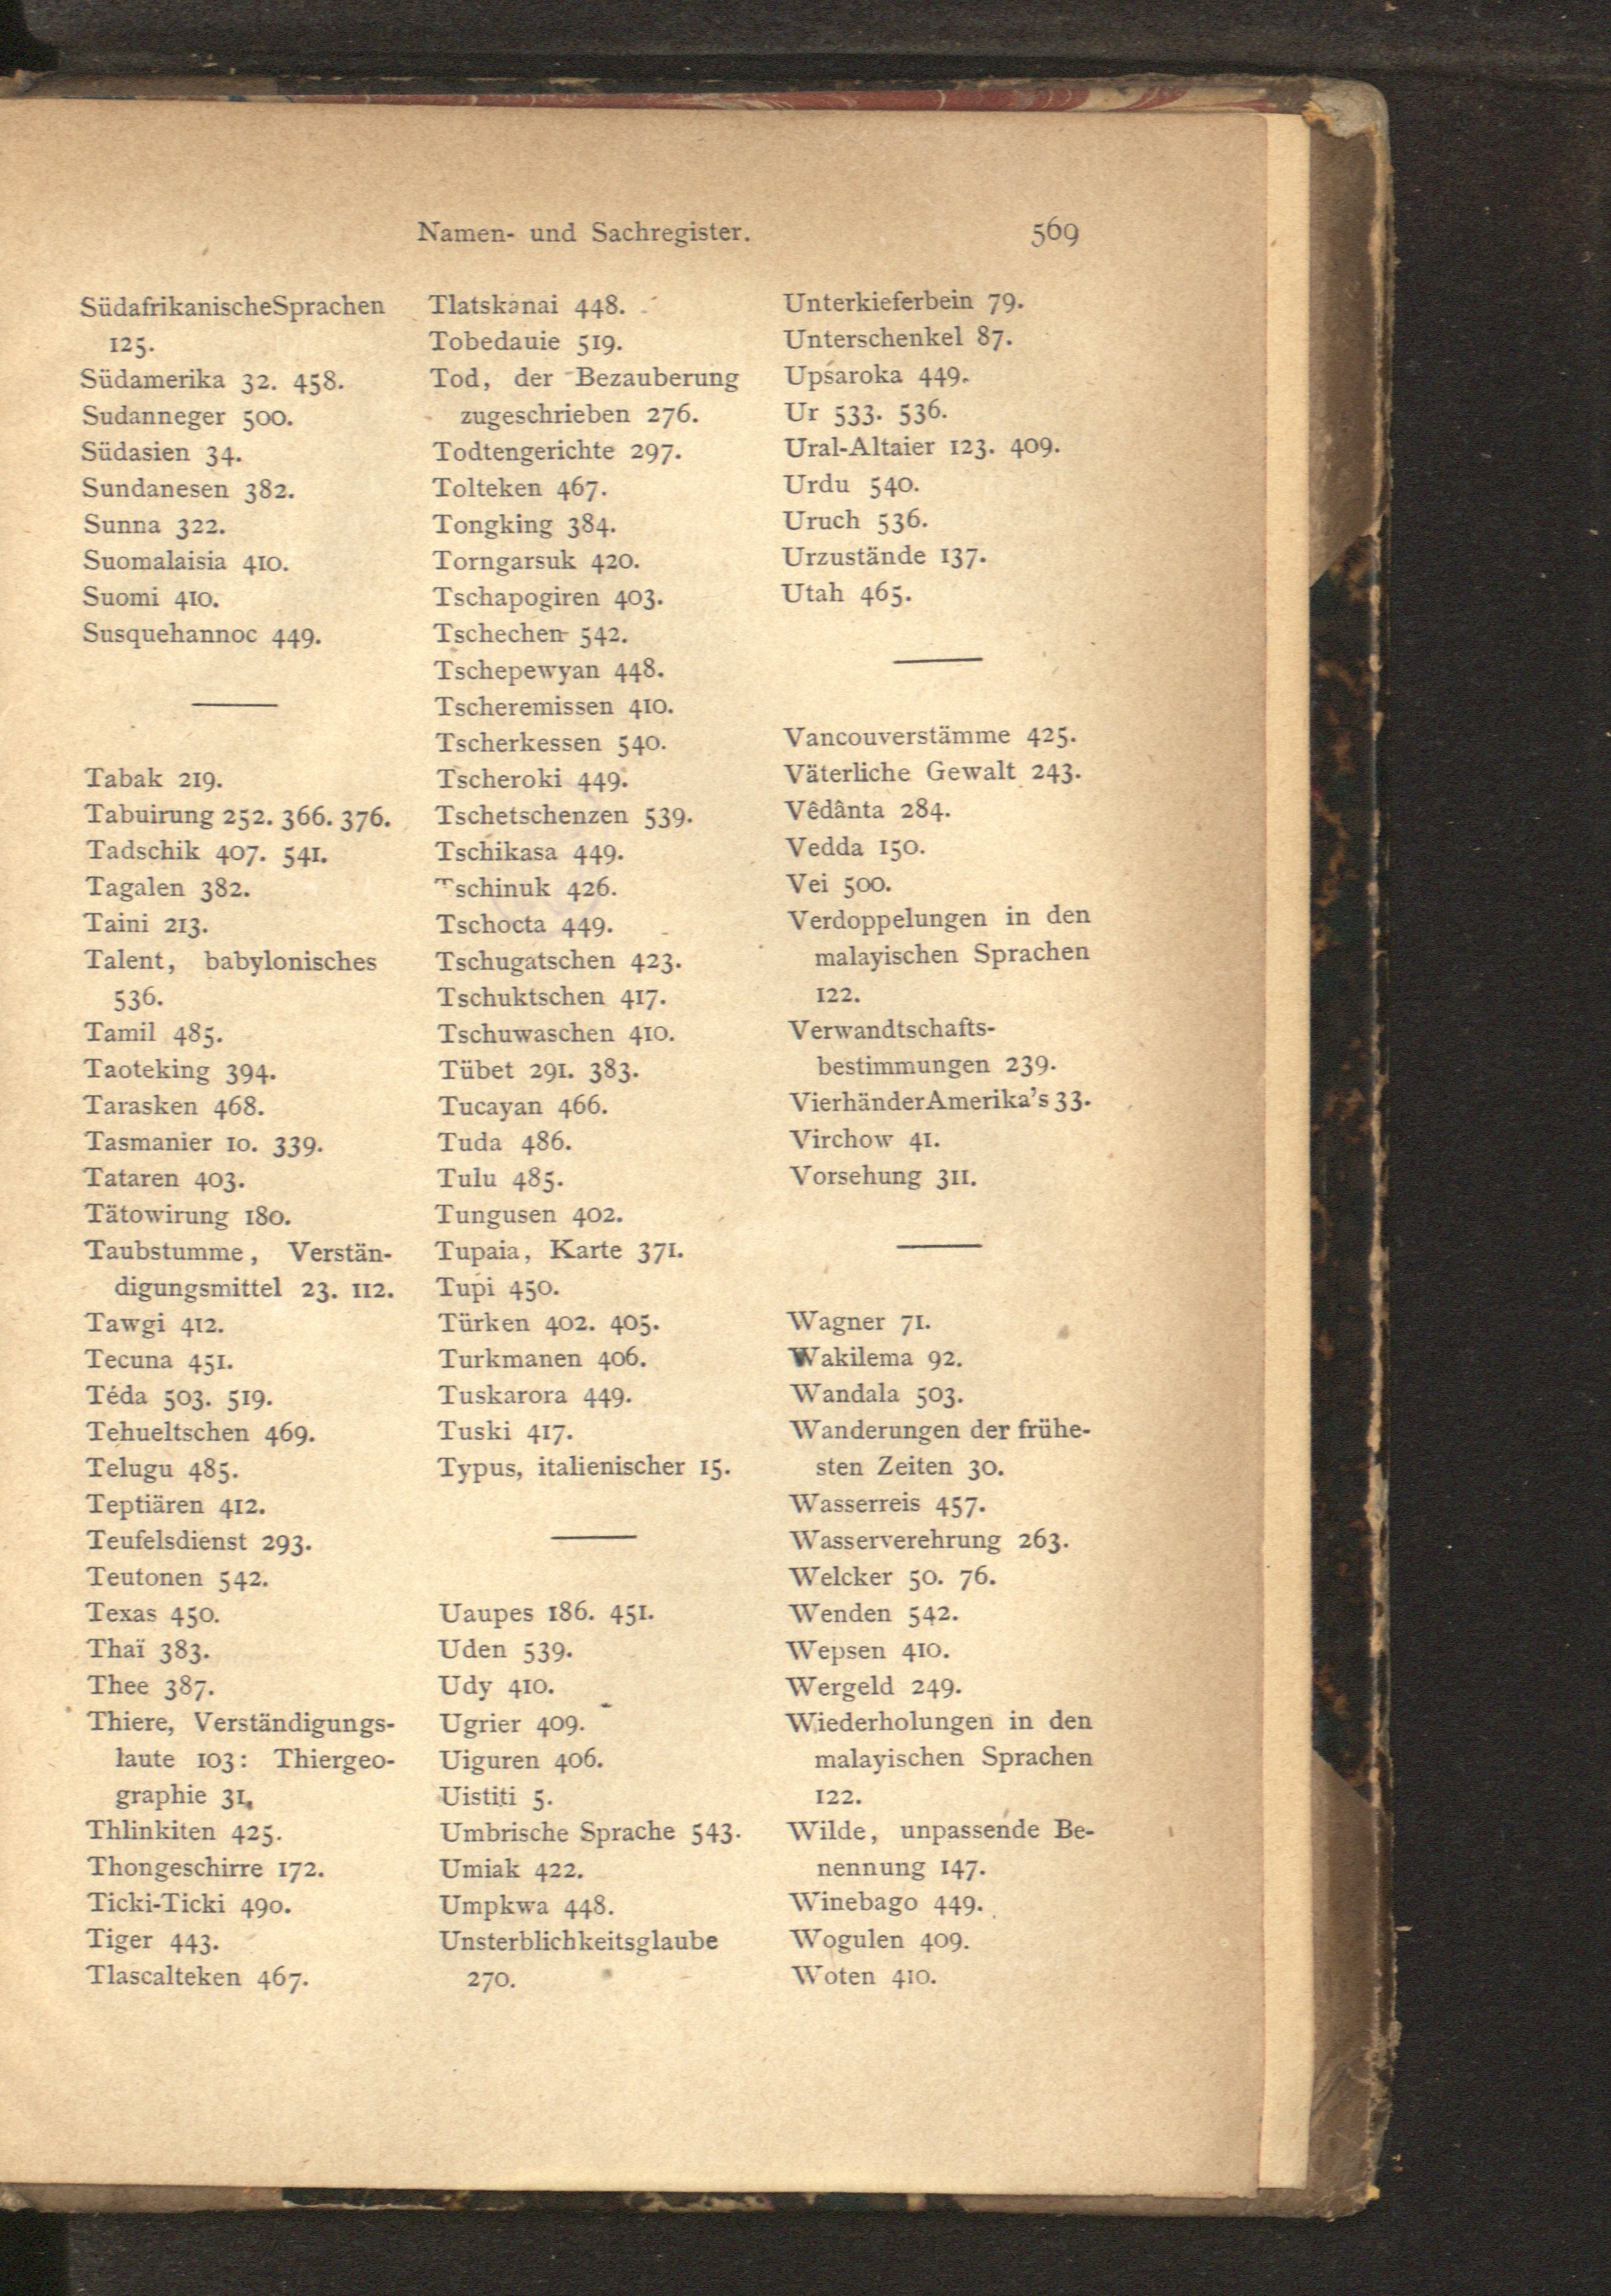 Namen- und Sachregister. 569
SüdafrikanischeSprachen
125.
Südamerika 32. 458.
Sudanneger 500.
Südasien 34.
Sundanesen 382.
Sunna 322.
Suomalaisia 410.
Suomi 410.
Susquehannoc 449.
Tabak 219.
Tabuirung 252. 366. 376.
Tadschik 407. 541.
Tagalen 382.
Taini 213.
Talent, babylonisches
536.
Tamil 485.
Taoteking 394.
Tarasken 468.
Tasmanier 10. 339.
Tataren 403.
Tätowirung 180.
Taubstumme, Verstän-
digungsmittel 23. 112.
Tawgi 412.
Tecuna 451.
Téda 503. 519.
Tehueltschen 469.
Telugu 485.
Teptiären 412.
Teufelsdienst 293.
Teutonen 542.
Texas 450.
Thaï 383.
Thee 387.
Thiere, Verständigungs-
laute 103: Thiergeo-
graphie 31.
Thlinkiten 425.
Thongeschirre 172.
Ticki-Ticki 490.
Tiger 443.
Tlascalteken 467.
Tlatskanai 448.
Tobedauie 519.
Tod, der Bezauberung
zugeschrieben 276.
Todtengerichte 297.
Tolteken 467.
Tongking 384.
Torngarsuk 420.
Tschapogiren 403.
Tschechen 542.
Tschepewyan 448.
Tscheremissen 410.
Tscherkessen 540.
Tscheroki 449.
Tschetschenzen 539.
Tschikasa 449.
Tschinuk 426.
Tschocta 449.
Tschugatschen 423.
Tschuktschen 417.
Tschuwaschen 410.
Tübet 291. 383.
Tucayan 466.
Tuda 486.
Tulu 485.
Tungusen 402.
Tupaia, Karte 371.
Tupi 450.
Türken 402. 405.
Turkmanen 406.
Tuskarora 449.
Tuski 417.
Typus, italienischer 15.
Uaupes 186. 451.
Uden 539.
Udy 410.
Ugrier 409.
Uiguren 406.
Uistiti 5.
Umbrische Sprache 543.
Umiak 422.
Umpkwa 448.
Unsterblichkeitsglaube
270.
Unterkieferbein 79.
Unterschenkel 87.
Upsaroka 449.
Ur 533. 536.
Ural-Altaier 123. 409.
Urdu 540.
Uruch 536.
Urzustände 137.
Utah 465.
Vancouverstämme 425.
Väterliche Gewalt 243.
Vêdânta 284.
Vedda 150.
Vei 500.
Verdoppelungen in den
malayischen Sprachen
122.
Verwandtschafts-
bestimmungen 239.
VierhänderAmerika's 33.
Virchow 41.
Vorsehung 311.
Wagner 71.
Wakilema 92.
Wandala 503.
Wanderungen der frühe-
sten Zeiten 30.
Wasserreis 457.
Wasserverehrung 263.
Welcker 50. 76.
Wenden 542.
Wepsen 410.
Wergeld 249.
Wiederholungen in den
malayischen Sprachen
122.
Wilde, unpassende Be-
nennung 147.
Winebago 449.
Wogulen 409.
Woten 410.